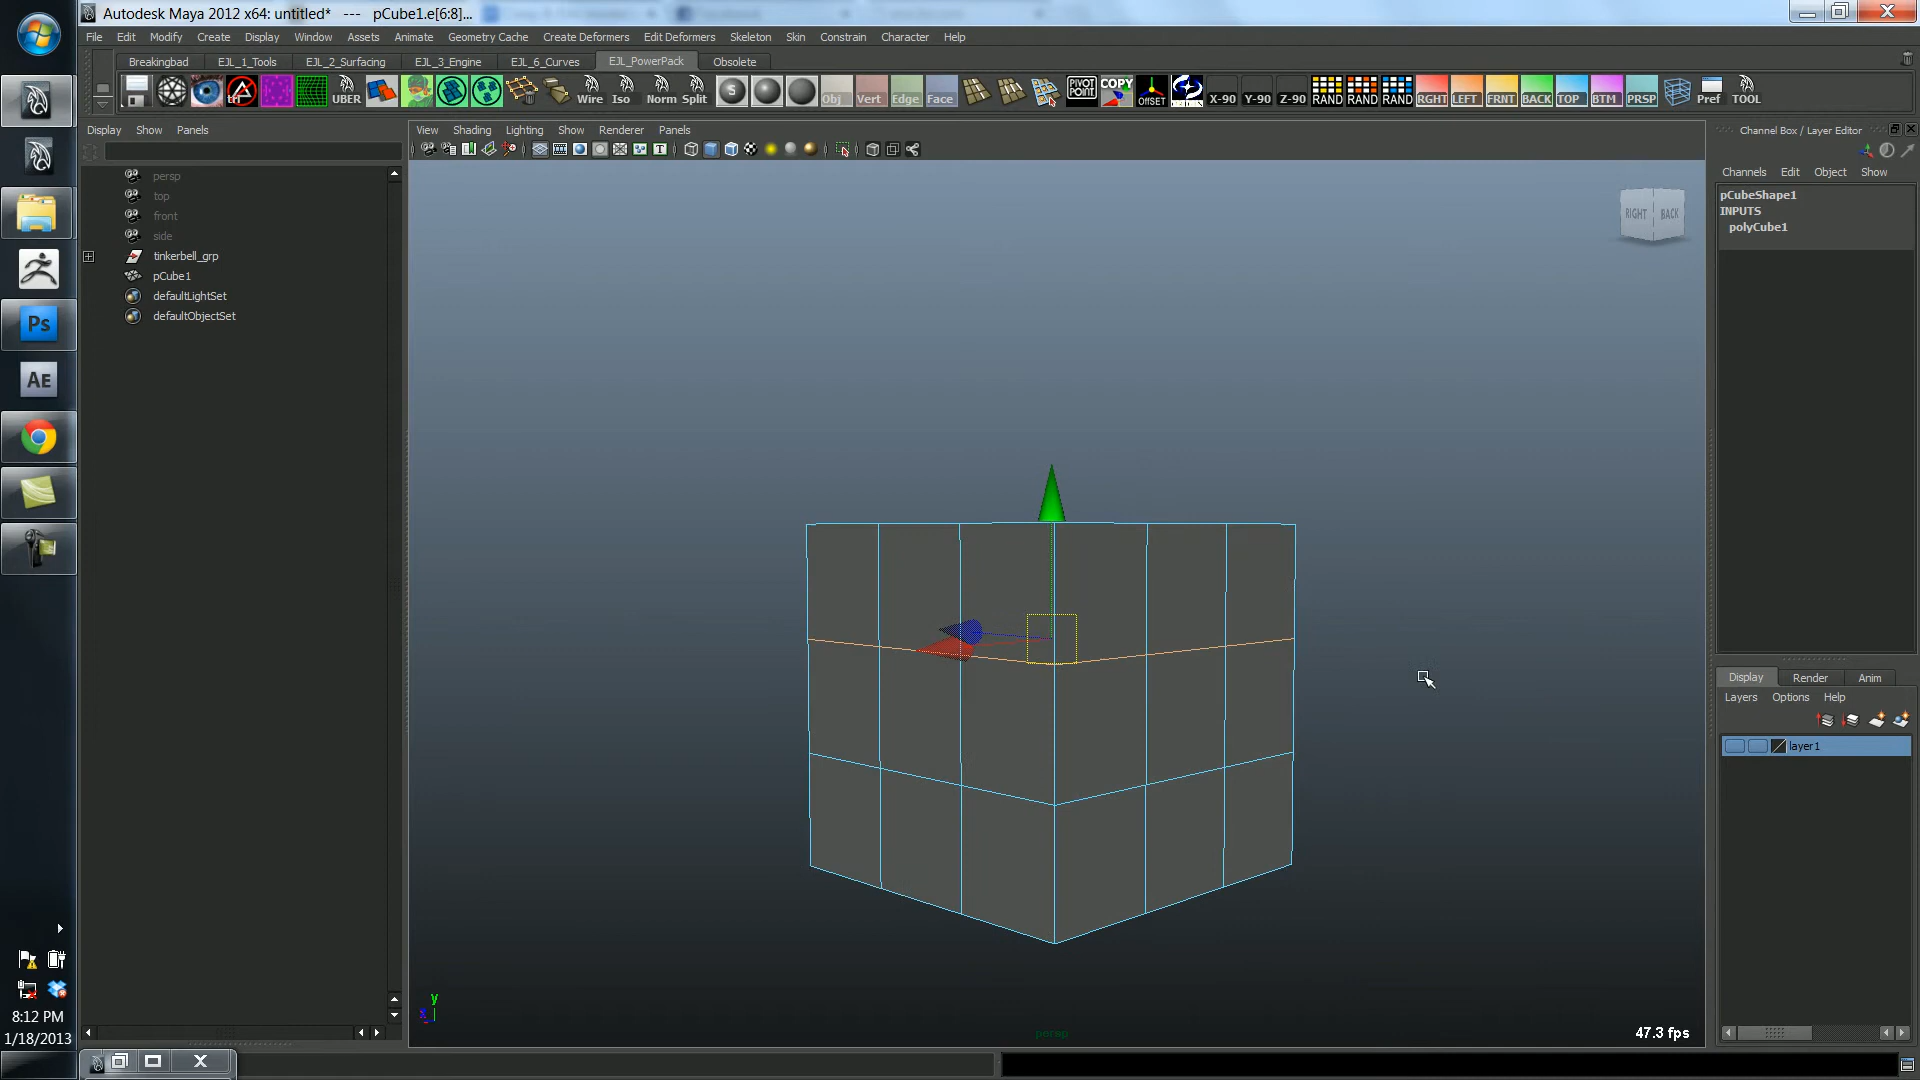 Autodesk Maya 2012 x64: untitled* --- pCube1.e[6:8]...
File Edit Modify Create Display Window Assets Animate Geometry Cache Create Deformers Edit Deformers Skeleton Skin Constrain Character Help
Breakingbad EJL_1_Tools EJL_2_Surfacing EJL_3_Engine EJL_6_Curves EJL_PowerPack Obsolete
tri UBER Wire Iso Norm Split S Obj Vert Edge Face PIVOT POINT COPY OFFSET X-90 Y-90 Z-90 RAND RAND RAND RGHT LEFT FRNT BACK TOP BTM PRSP Pref TOOL
Display Show Panels
View Shading Lighting Show Renderer Panels
Channel Box / Layer Editor
Channels Edit Object Show
persp
top
front
side
tinkerbell_grp
pCube1
defaultLightSet
defaultObjectSet
RIGHT BACK
pCubeShape1
INPUTS
polyCube1
Ps
AE
Display Render Anim
Layers Options Help
layer1
y
z
persp
47.3 fps
8:12 PM
1/18/2013